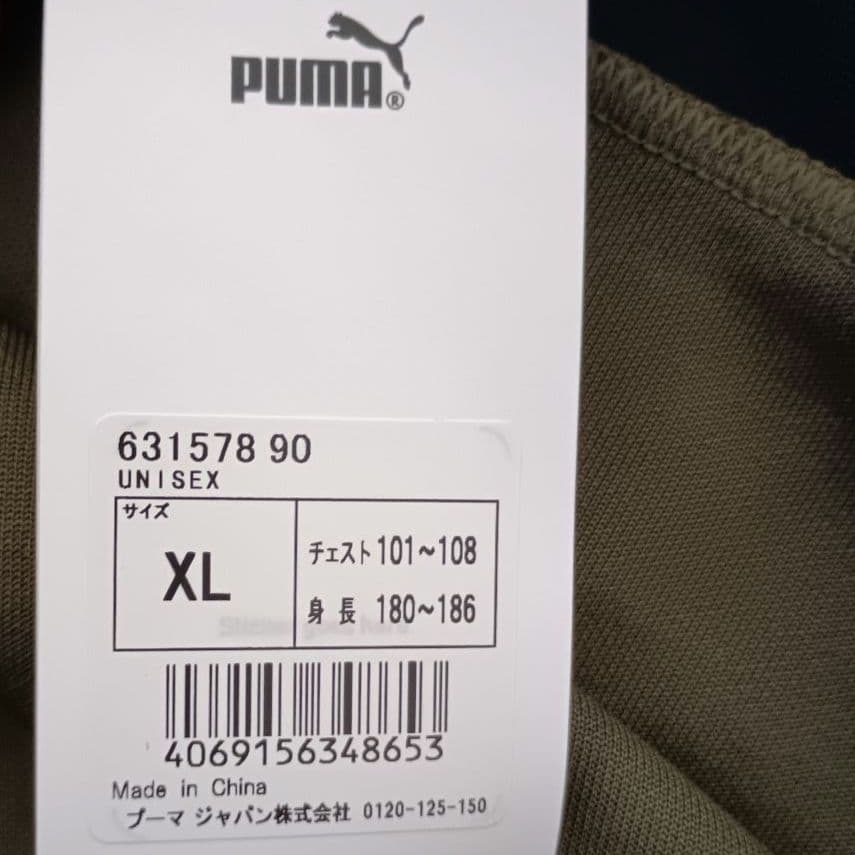 PUMA®
631578 90
UNISEX
サイズ
XL
チェスト 101~108
身長 180~186
4069156348653
Made in China
プーマ ジャパン株式会社 0120-125-150